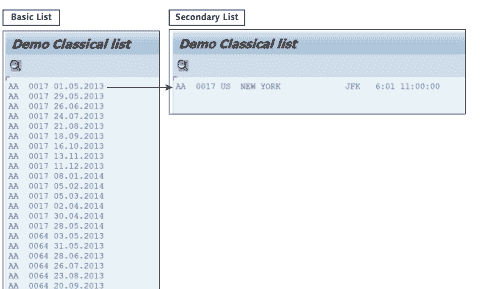 Basic List
Secondary List
Demo Classical list
AA 0017 01.05.2013
AA 0017 29.05.2013
AA 0017 26.06.2013
AA 0017 24.07.2013
AA 0017 21.08.2013
AA 0017 18.09.2013
AA 0017 16.10.2013
AA 0017 13.11.2013
AA 0017 11.12.2013
AA 0017 08.01.2014
AA 0017 05.02.2014
AA 0017 05.03.2014
AA 0017 02.04.2014
AA 0017 30.04.2014
AA 0017 28.05.2014
AA 0064 03.05.2013
AA 0064 31.05.2013
AA 0064 28.06.2013
AA 0064 26.07.2013
AA 0064 23.08.2013
AA 0064 20.09.2013
Demo Classical list
AA 0017 US NEW YORK JFK 6:01 11:00:00